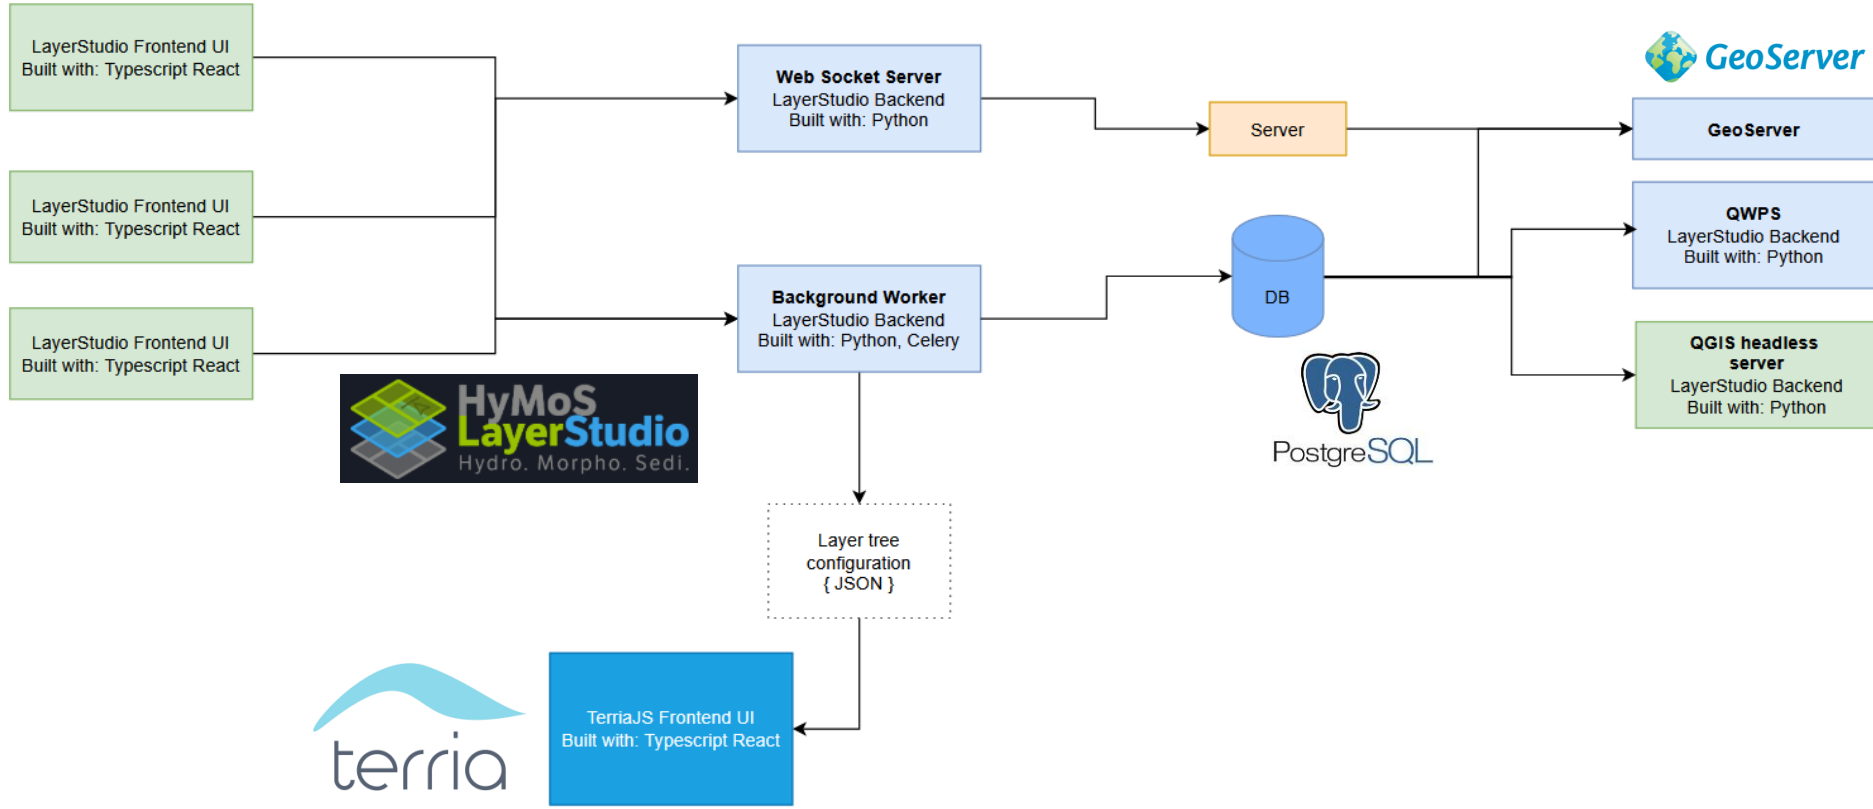 LayerStudio Frontend UI
Built with: Typescript React
LayerStudio Frontend UI
Built with: Typescript React
LayerStudio Frontend UI
Built with: Typescript React
Web Socket Server
LayerStudio Backend
Built with: Python
Background Worker
LayerStudio Backend
Built with: Python, Celery
HyMoS
LayerStudio
Hydro. Morpho. Sedi.
Layer tree
configuration
{ JSON }
terria
TerriaJS Frontend UI
Built with: Typescript React
Server
DB
PostgreSQL
GeoServer
GeoServer
QWPS
LayerStudio Backend
Built with: Python
QGIS headless
server
LayerStudio Backend
Built with: Python